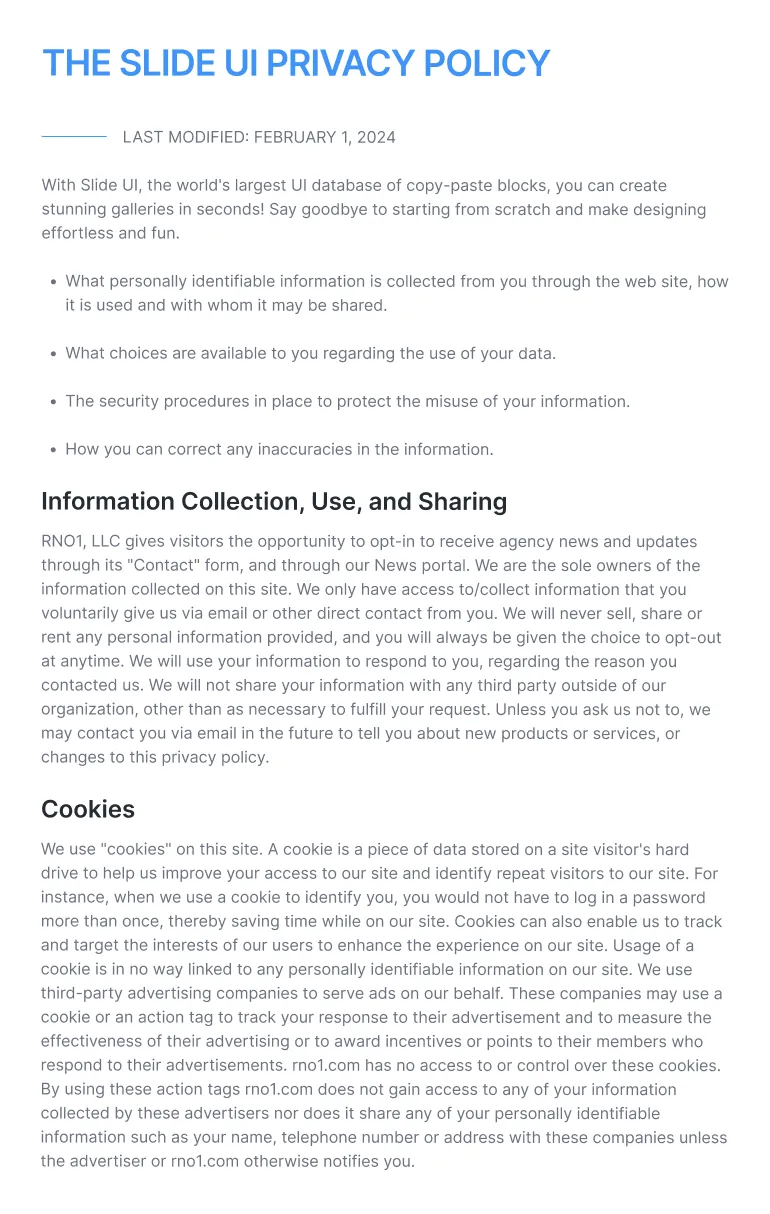 THE SLIDE UI PRIVACY POLICY
LAST MODIFIED: FEBRUARY 1, 2024
With Slide UI, the world's largest UI database of copy-paste blocks, you can create
stunning galleries in seconds! Say goodbye to starting from scratch and make designing
effortless and fun.
• What personally identifiable information is collected from you through the web site, how
it is used and with whom it may be shared.
• What choices are available to you regarding the use of your data.
• The security procedures in place to protect the misuse of your information.
• How you can correct any inaccuracies in the information.
Information Collection, Use, and Sharing
RNO1, LLC gives visitors the opportunity to opt-in to receive agency news and updates
through its "Contact" form, and through our News portal. We are the sole owners of the
information collected on this site. We only have access to/collect information that you
voluntarily give us via email or other direct contact from you. We will never sell, share or
rent any personal information provided, and you will always be given the choice to opt-out
at anytime. We will use your information to respond to you, regarding the reason you
contacted us. We will not share your information with any third party outside of our
organization, other than as necessary to fulfill your request. Unless you ask us not to, we
may contact you via email in the future to tell you about new products or services, or
changes to this privacy policy.
Cookies
We use "cookies" on this site. A cookie is a piece of data stored on a site visitor's hard
drive to help us improve your access to our site and identify repeat visitors to our site. For
instance, when we use a cookie to identify you, you would not have to log in a password
more than once, thereby saving time while on our site. Cookies can also enable us to track
and target the interests of our users to enhance the experience on our site. Usage of a
cookie is in no way linked to any personally identifiable information on our site. We use
third-party advertising companies to serve ads on our behalf. These companies may use a
cookie or an action tag to track your response to their advertisement and to measure the
effectiveness of their advertising or to award incentives or points to their members who
respond to their advertisements. rno1.com has no access to or control over these cookies.
By using these action tags rno1.com does not gain access to any of your information
collected by these advertisers nor does it share any of your personally identifiable
information such as your name, telephone number or address with these companies unless
the advertiser or rno1.com otherwise notifies you.